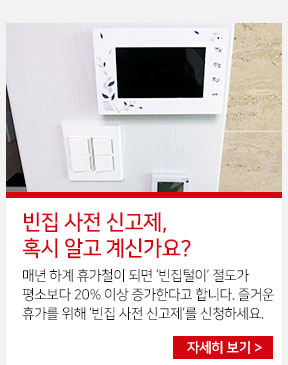 빈집 사전 신고제,
혹시 알고 계신가요?
매년 하계 휴가철이 되면 ‘빈집털이’ 절도가
평소보다 20% 이상 증가한다고 합니다. 즐거운
휴가를 위해 ‘빈집 사전 신고제’를 신청하세요.
자세히 보기 >